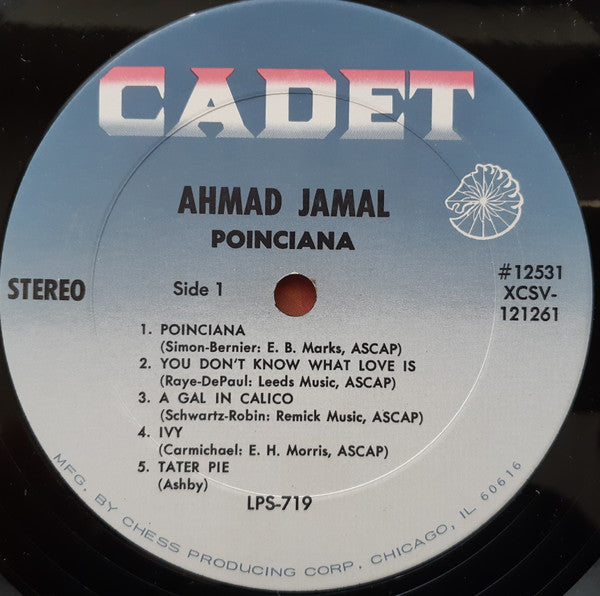 CADET
AHMAD JAMAL
POINCIANA
STEREO
Side 1
#12531
XCSV-
121261
1. POINCIANA
(Simon-Bernier: E. B. Marks, ASCAP)
2. YOU DON'T KNOW WHAT LOVE IS
(Raye-DePaul: Leeds Music, ASCAP)
3. A GAL IN CALICO
(Schwartz-Robin: Remick Music, ASCAP)
4. IVY
(Carmichael: E. H. Morris, ASCAP)
5. TATER PIE
(Ashby)
LPS-719
MFG. BY CHESS PRODUCING CORP., CHICAGO, IL 60616